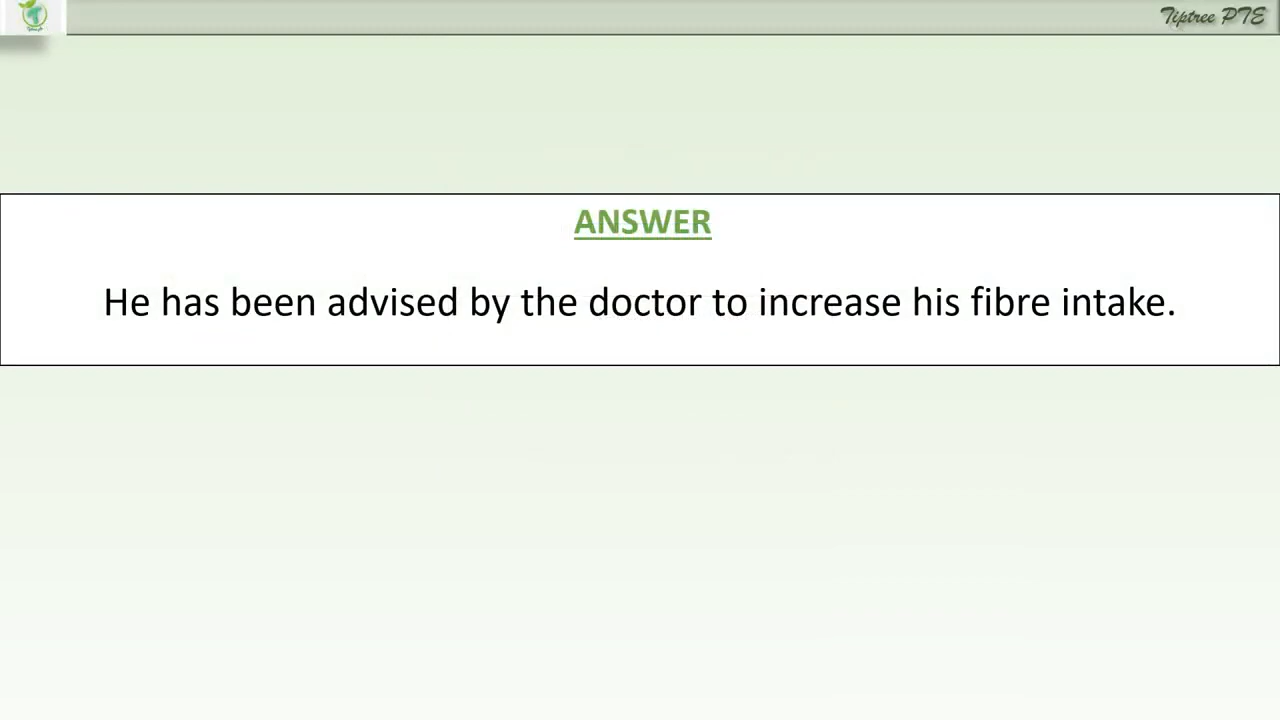 Tiptree PTE
ANSWER
He has been advised by the doctor to increase his fibre intake.